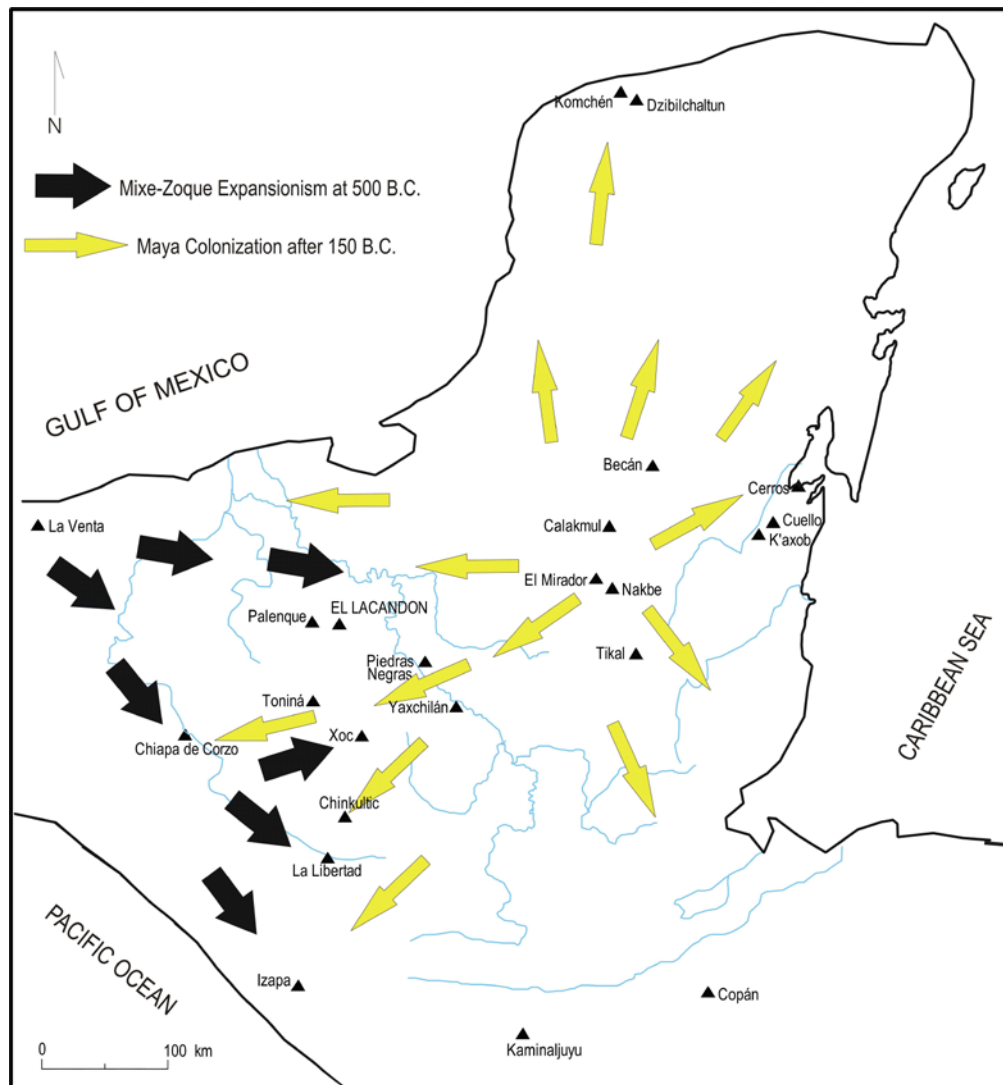 Komchén
Dzibilchaltun
N
Mixe-Zoque Expansionism at 500 B.C.
Maya Colonization after 150 B.C.
GULF OF MEXICO
Becán
Cerros
La Venta
Calakmul
Cuello
K'axob
El Mirador
Nakbe
Palenque
EL LACANDON
Piedras
Negras
Tikal
Toniná
Yaxchilán
Xoc
Chiapa de Corzo
CARIBBEAN SEA
Chinkultic
La Libertad
PACIFIC OCEAN
Izapa
Copán
Kaminaljuyu
0 100 km